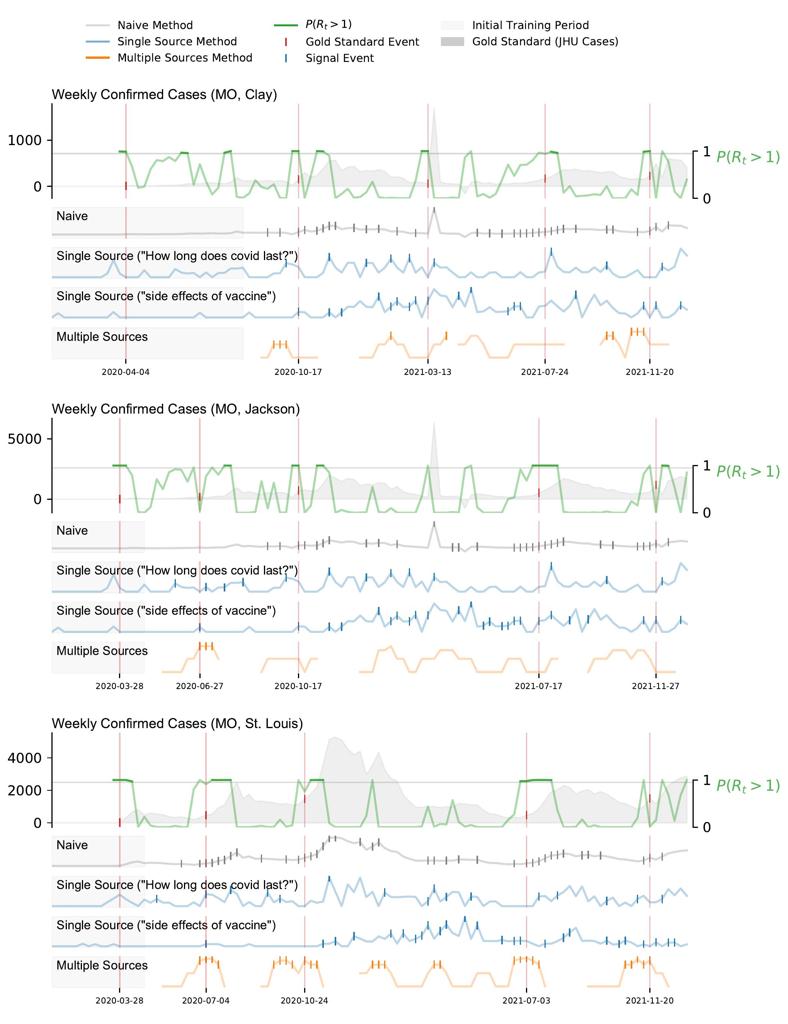 Naive Method
Single Source Method
Multiple Sources Method
P(Rt > 1)
Gold Standard Event
Signal Event
Initial Training Period
Gold Standard (JHU Cases)
Weekly Confirmed Cases (MO, Clay)
1000
0
1
0
P(Rt > 1)
Naive
Single Source ("How long does covid last?")
Single Source ("side effects of vaccine")
Multiple Sources
2020-04-04 2020-10-17 2021-03-13 2021-07-24 2021-11-20
Weekly Confirmed Cases (MO, Jackson)
5000
0
1
0
P(Rt > 1)
Naive
Single Source ("How long does covid last?")
Single Source ("side effects of vaccine")
Multiple Sources
2020-03-28 2020-06-27 2020-10-17 2021-07-17 2021-11-27
Weekly Confirmed Cases (MO, St. Louis)
4000
2000
0
1
0
P(Rt > 1)
Naive
Single Source ("How long does covid last?")
Single Source ("side effects of vaccine")
Multiple Sources
2020-03-28 2020-07-04 2020-10-24 2021-07-03 2021-11-20